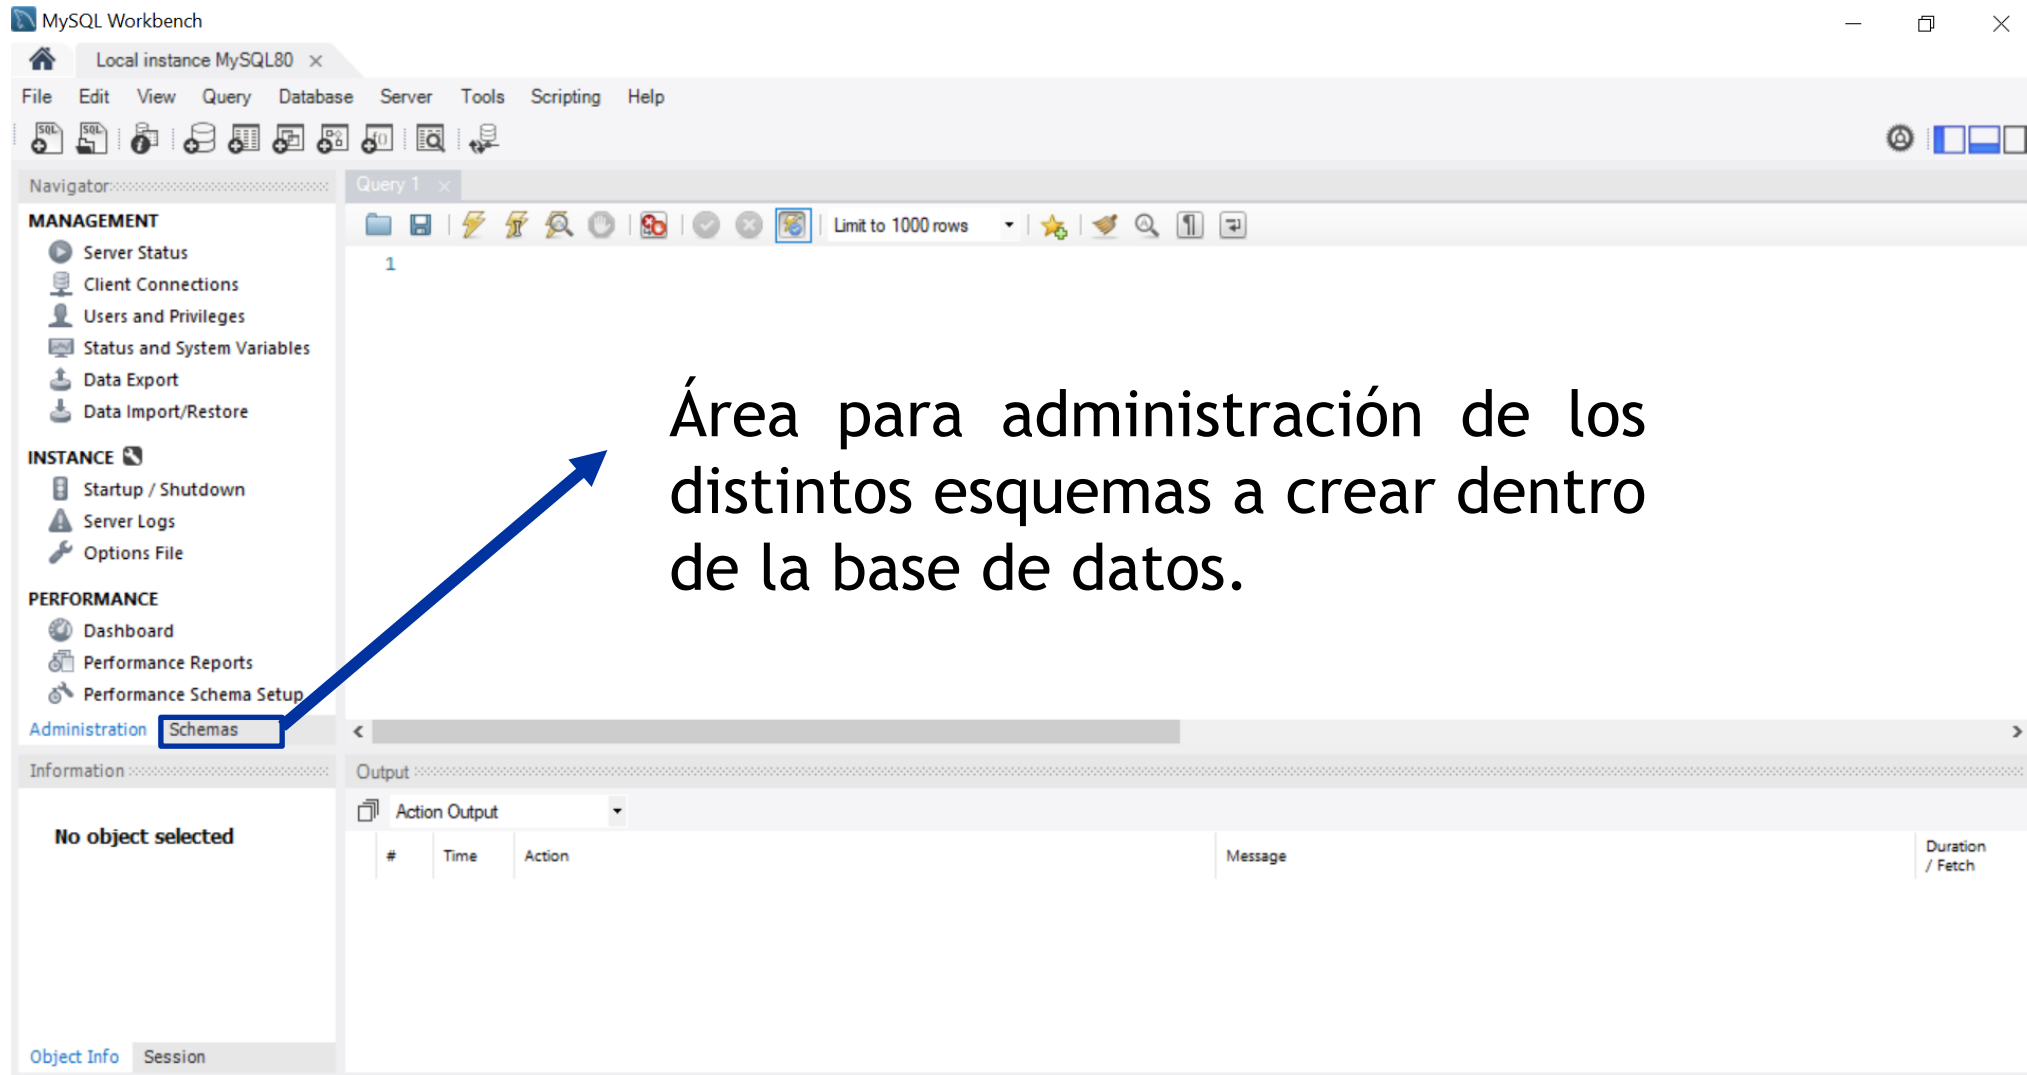 MySQL Workbench
Local instance MySQL80
File Edit View Query Database Server Tools Scripting Help
Navigator
Query 1
MANAGEMENT
Server Status
Client Connections
Users and Privileges
Status and System Variables
Data Export
Data Import/Restore
INSTANCE
Startup / Shutdown
Server Logs
Options File
PERFORMANCE
Dashboard
Performance Reports
Performance Schema Setup
Administration Schemas
Limit to 1000 rows
1
Área para administración de los
distintos esquemas a crear dentro
de la base de datos.
Information
No object selected
Object Info Session
Output
Action Output
# Time Action Message Duration
/ Fetch